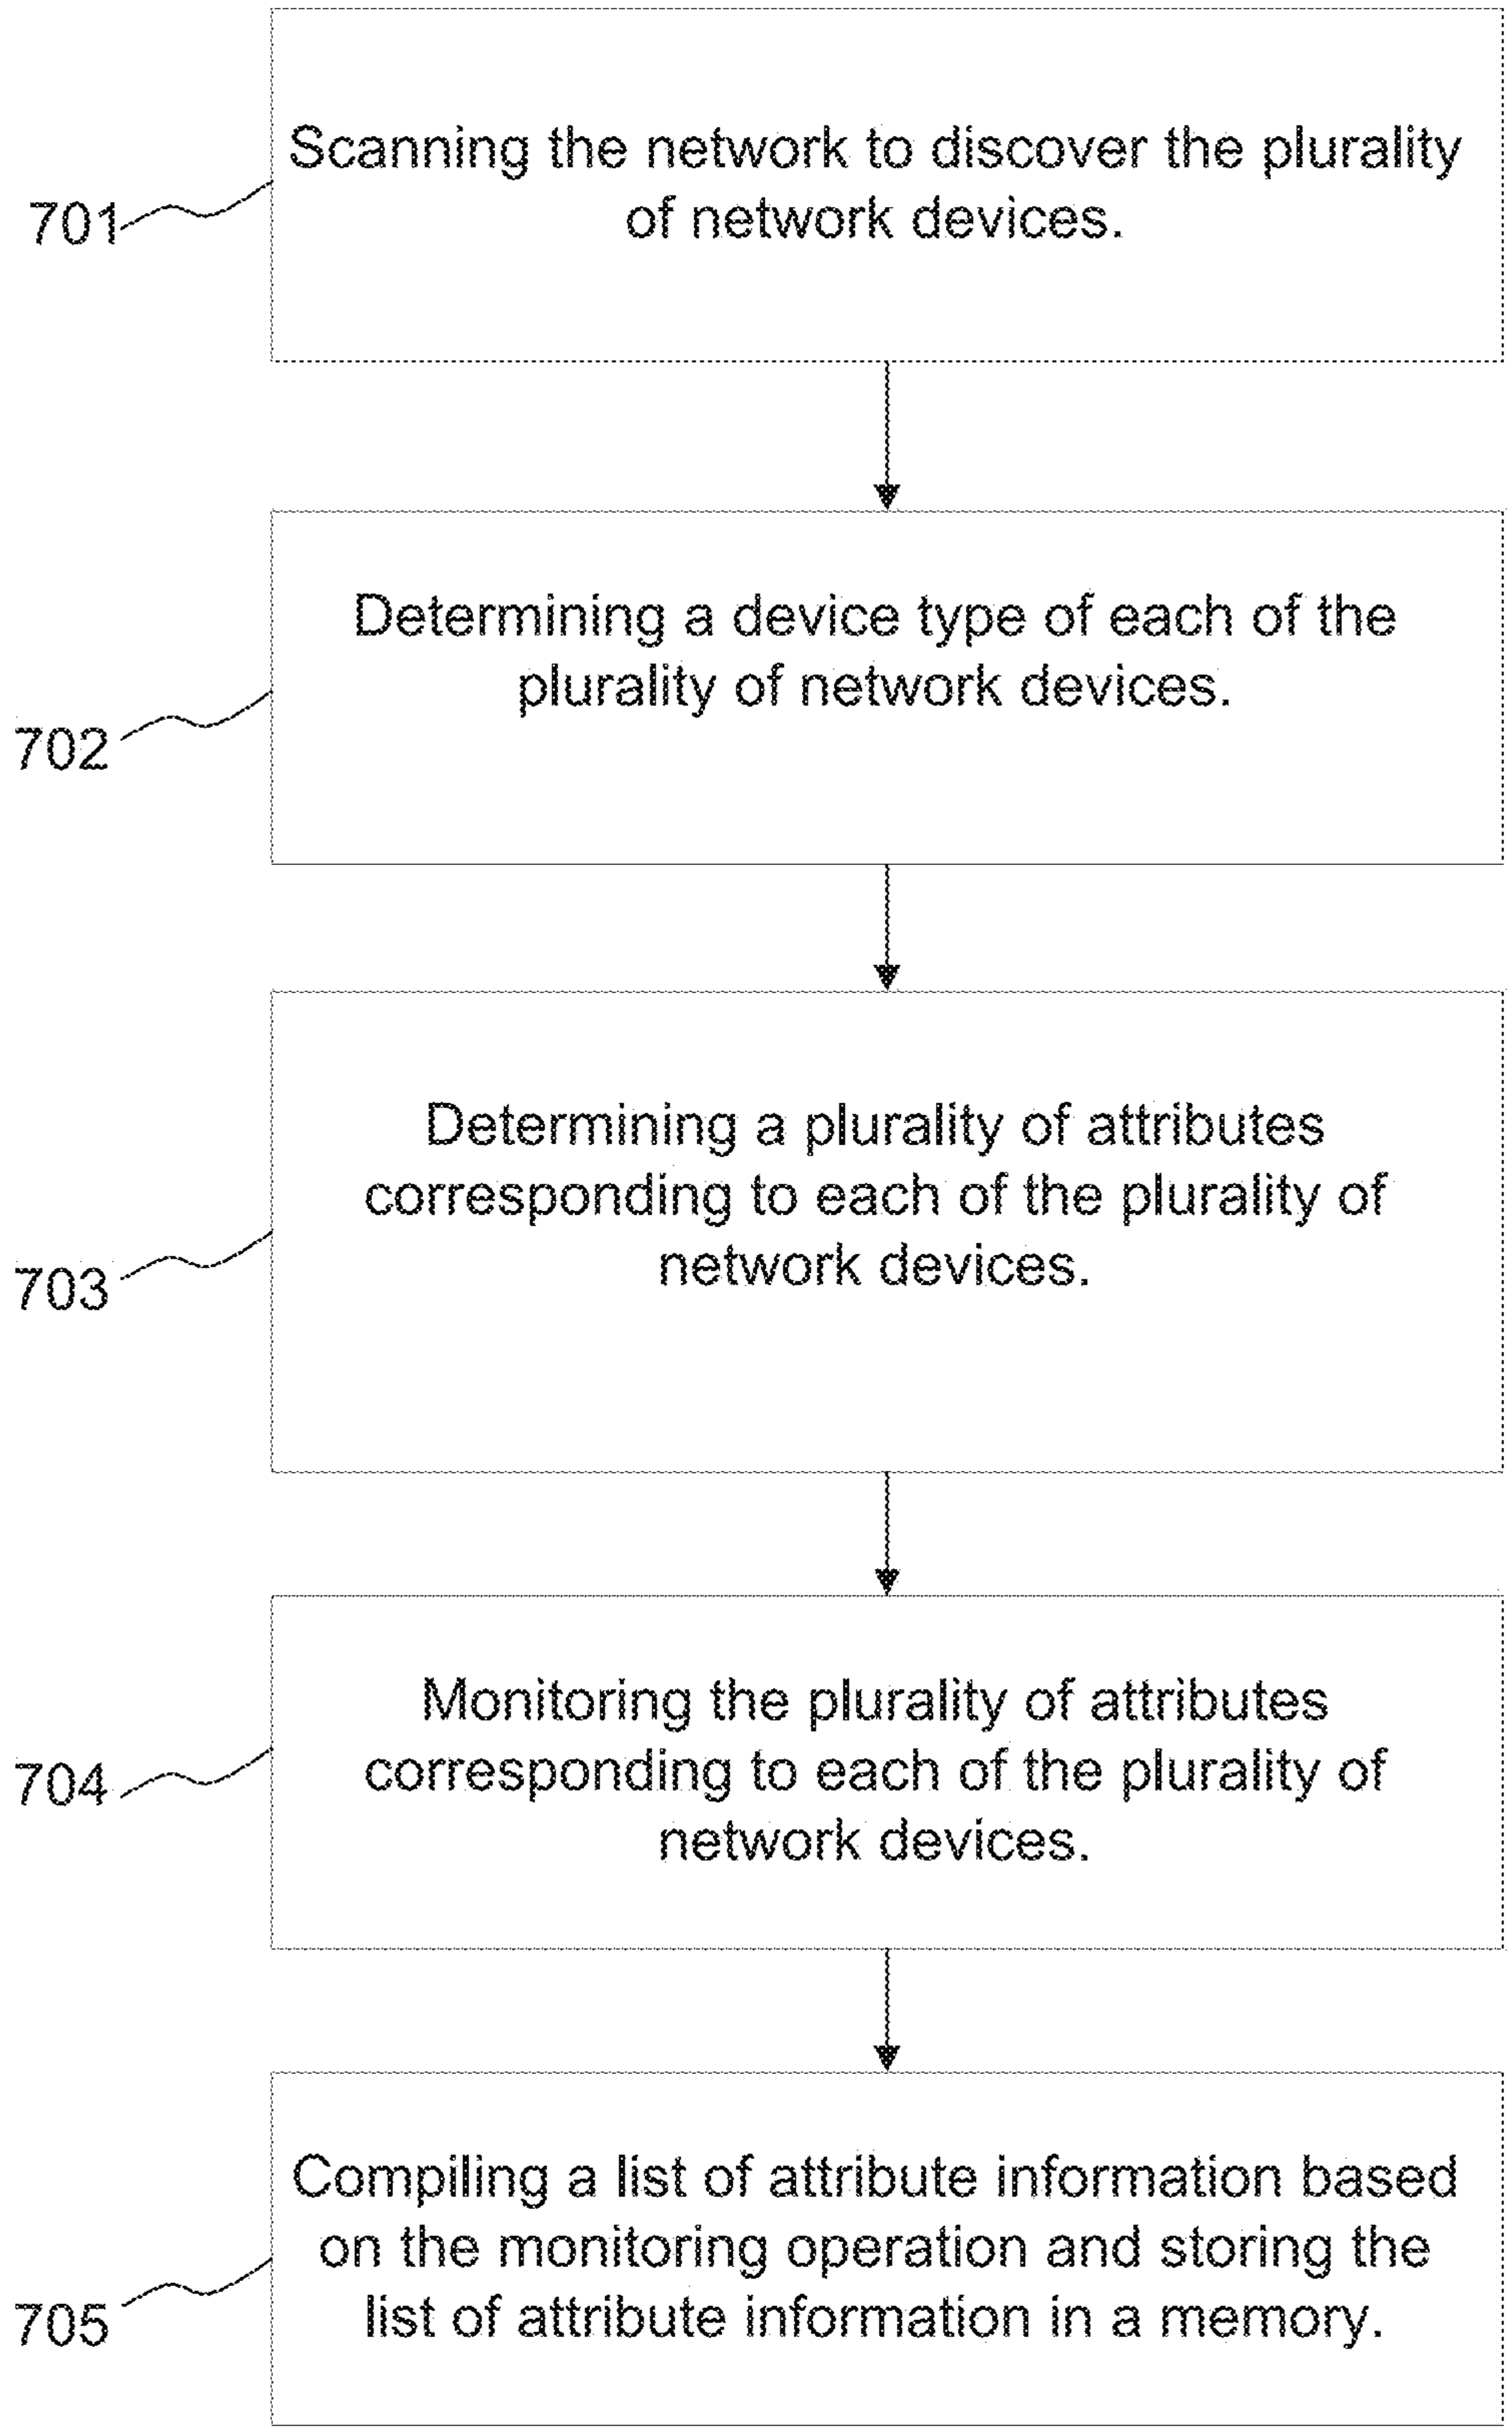 Scanning the network to discover the plurality
of network devices.
701
Determining a device type of each of the
plurality of network devices.
702
Determining a plurality of attributes
corresponding to each of the plurality of
network devices.
703
Monitoring the plurality of attributes
corresponding to each of the plurality of
network devices.
704
Compiling a list of attribute information based
on the monitoring operation and storing the
list of attribute information in a memory.
705